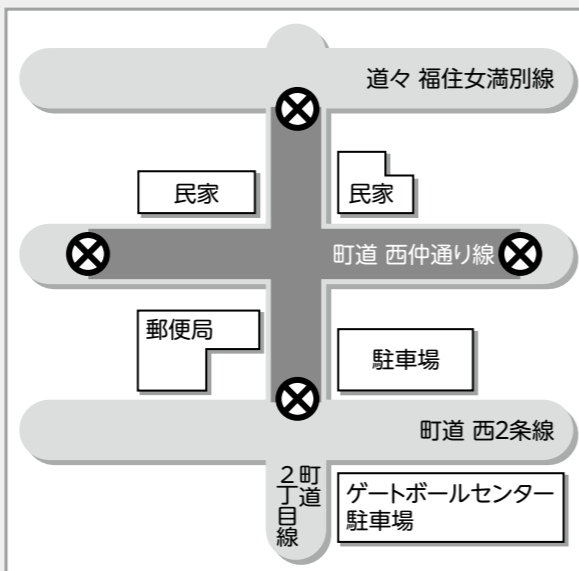 道々 福住女満別線
民家
民家
町道 西仲通り線
郵便局
駐車場
町道 西2条線
町道
2丁目線
ゲートボールセンター
駐車場